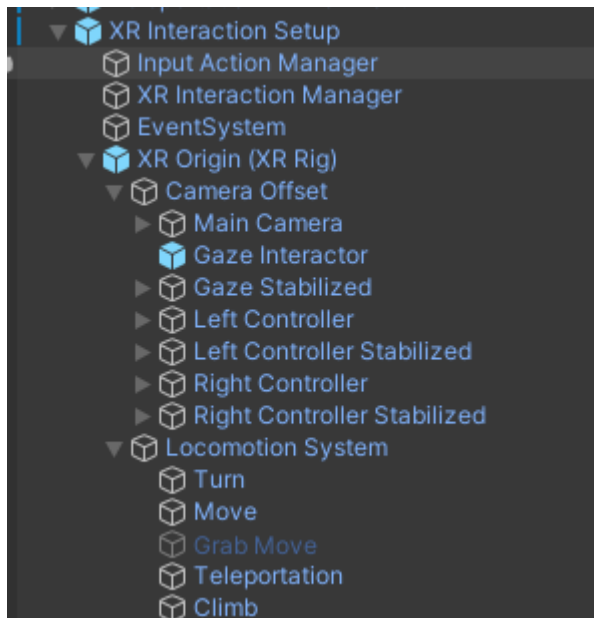 XR Interaction Setup
Input Action Manager
XR Interaction Manager
EventSystem
XR Origin (XR Rig)
Camera Offset
Main Camera
Gaze Interactor
Gaze Stabilized
Left Controller
Left Controller Stabilized
Right Controller
Right Controller Stabilized
Locomotion System
Turn
Move
Grab Move
Teleportation
Climb